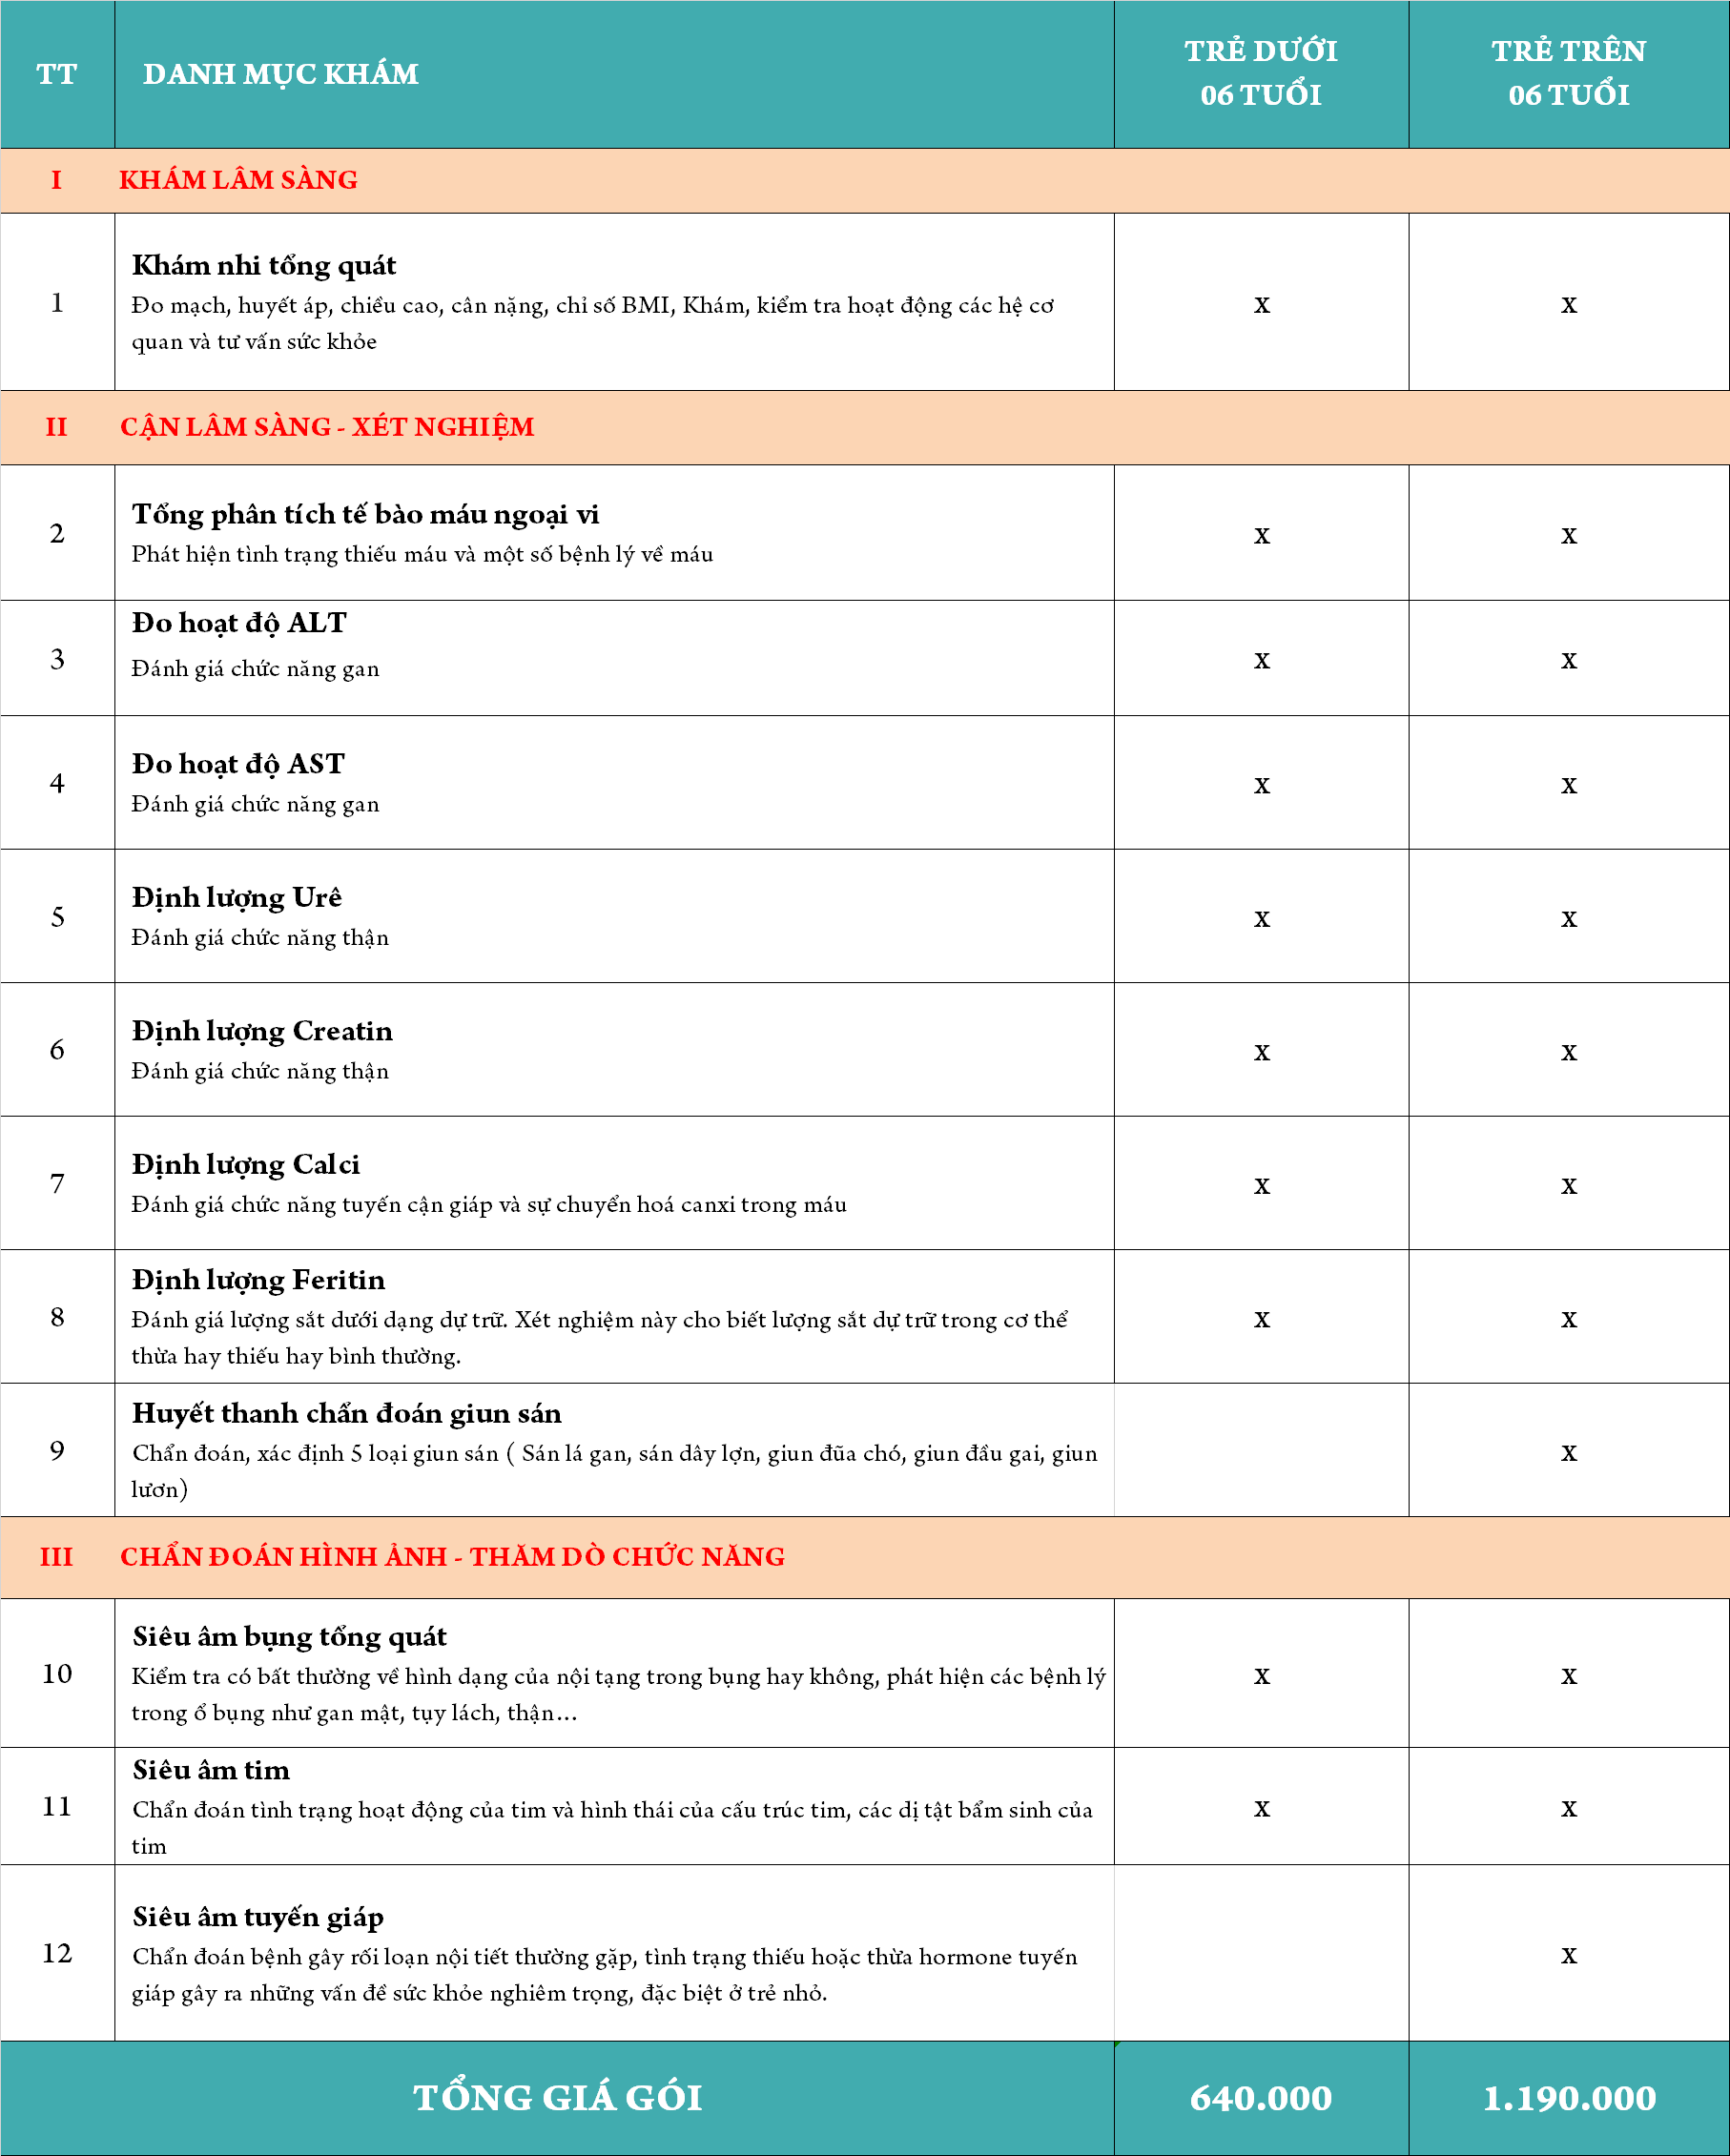 TT DANH MỤC KHÁM TRẺ DƯỚI 06 TUỔI TRẺ TRÊN 06 TUỔI
I KHÁM LÂM SÀNG
1 Khám nhi tổng quát
Đo mạch, huyết áp, chiều cao, cân nặng, chỉ số BMI, Khám, kiểm tra hoạt động các hệ cơ
quan và tư vấn sức khỏe
x x
II CẬN LÂM SÀNG - XÉT NGHIỆM
2 Tổng phân tích tế bào máu ngoại vi
Phát hiện tình trạng thiếu máu và một số bệnh lý về máu
x x
3 Đo hoạt độ ALT
Đánh giá chức năng gan
x x
4 Đo hoạt độ AST
Đánh giá chức năng gan
x x
5 Định lượng Urê
Đánh giá chức năng thận
x x
6 Định lượng Creatin
Đánh giá chức năng thận
x x
7 Định lượng Calci
Đánh giá chức năng tuyến cận giáp và sự chuyển hoá canxi trong máu
x x
8 Định lượng Feritin
Đánh giá lượng sắt dưới dạng dự trữ. Xét nghiệm này cho biết lượng sắt dự trữ trong cơ thể
thừa hay thiếu hay bình thường.
x x
9 Huyết thanh chẩn đoán giun sán
Chẩn đoán, xác định 5 loại giun sán ( Sán lá gan, sán dây lợn, giun đũa chó, giun đầu gai, giun
lươn)
x
III CHẨN ĐOÁN HÌNH ẢNH - THĂM DÒ CHỨC NĂNG
10 Siêu âm bụng tổng quát
Kiểm tra có bất thường về hình dạng của nội tạng trong bụng hay không, phát hiện các bệnh lý
trong ổ bụng như gan mật, tụy lách, thận...
x x
11 Siêu âm tim
Chẩn đoán tình trạng hoạt động của tim và hình thái của cấu trúc tim, các dị tật bẩm sinh của
tim
x x
12 Siêu âm tuyến giáp
Chẩn đoán bệnh gây rối loạn nội tiết thường gặp, tình trạng thiếu hoặc thừa hormone tuyến
giáp gây ra những vấn đề sức khỏe nghiêm trọng, đặc biệt ở trẻ nhỏ.
x
TỔNG GIÁ GÓI 640.000 1.190.000